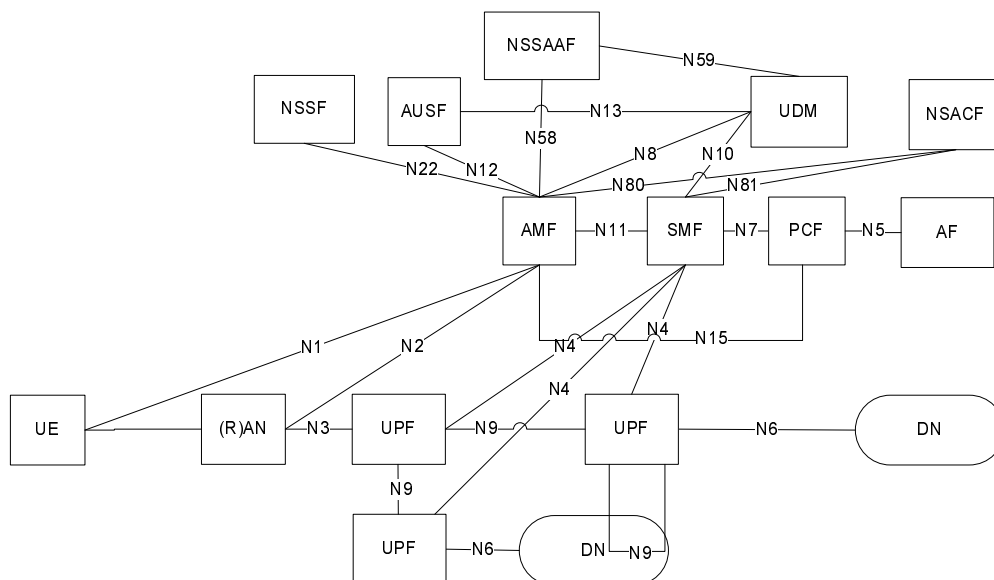 NSSAAF
N59
NSSF
AUSF
N13
UDM
NSACF
N58
N22
N12
N8
N10
N80
N81
AMF
N11
SMF
N7
PCF
N5
AF
N1
N2
N4
N4
N15
N4
UE
(R)AN
N3
UPF
N9
UPF
N6
DN
N9
UPF
N6
DN
N9